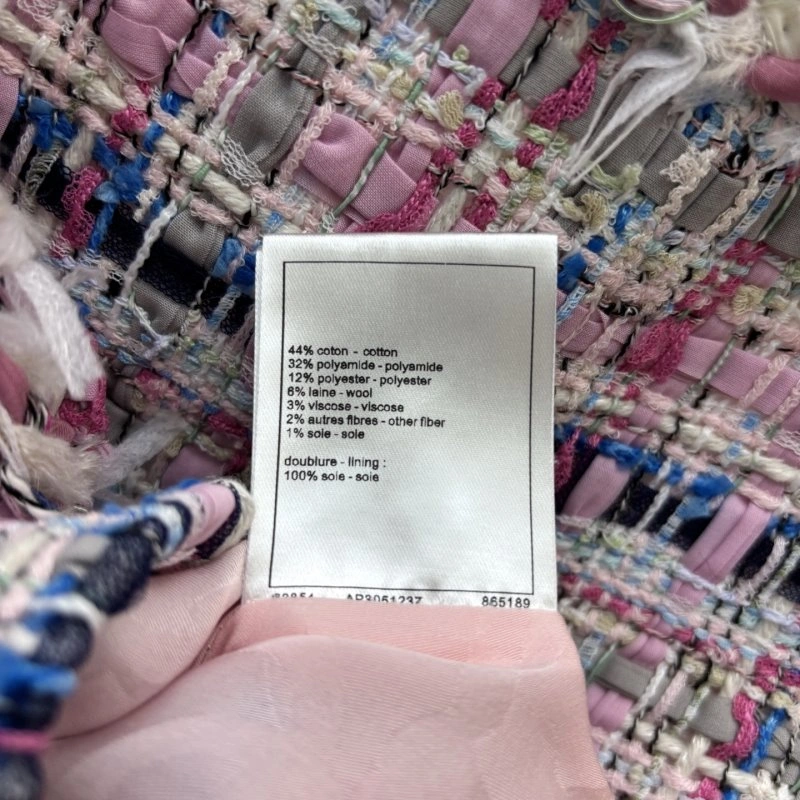 44% coton - cotton
32% polyamide - polyamide
12% polyester - polyester
6% laine - wool
3% viscose - viscose
2% autres fibres - other fiber
1% soie - soie
doublure - lining :
100% soie - soie
865189